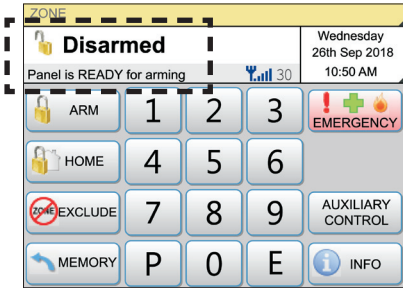 ZONE
Disarmed
Panel is READY for arming
30
Wednesday
26th Sep 2018
10:50 AM
ARM
1
2
3
EMERGENCY
HOME
4
5
6
ZONE EXCLUDE
7
8
9
AUXILIARY
CONTROL
MEMORY
P
0
E
i INFO